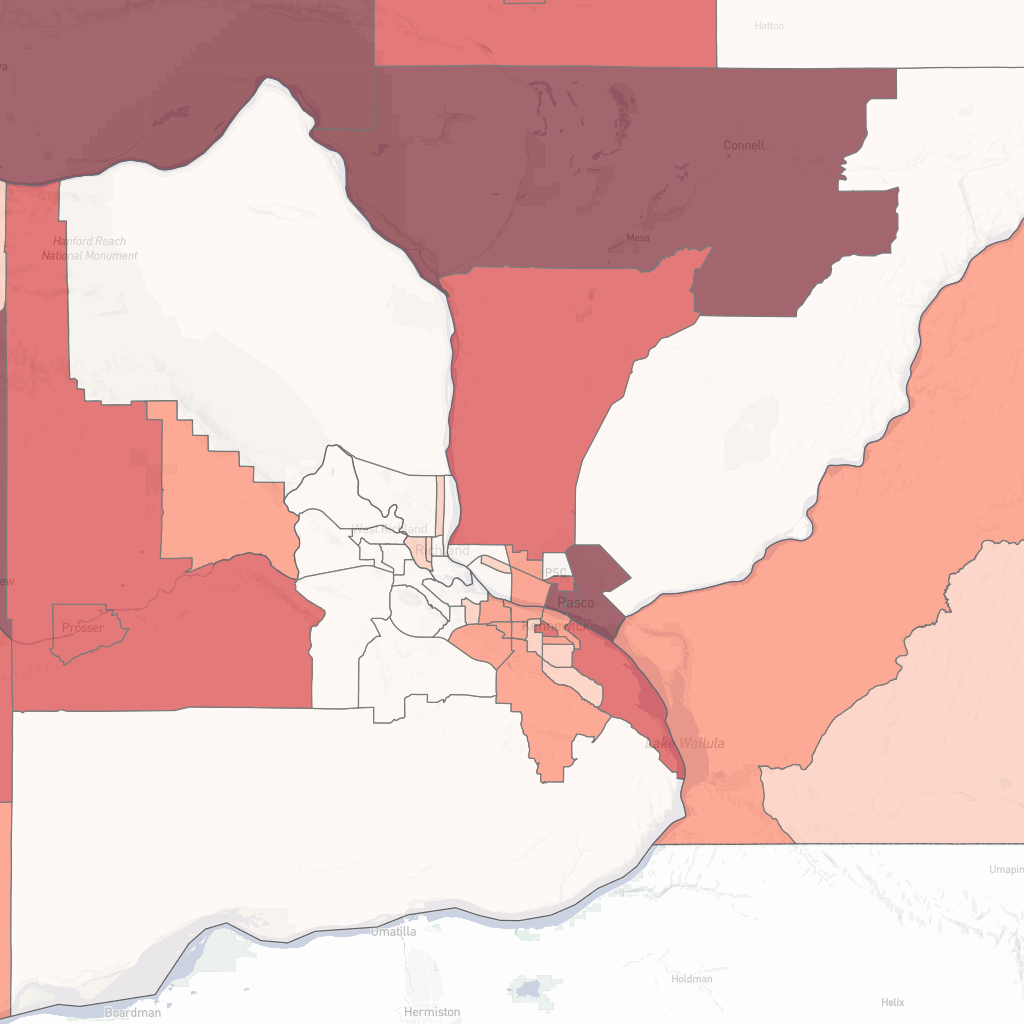 Hatton
Connell
Hanford Reach
National Monument
Mesa
West Richland
Richland
PSC
Pasco
Kennewick
Prosser
Lake Wallula
Umatilla
Holdman
Helix
Boardman
Hermiston